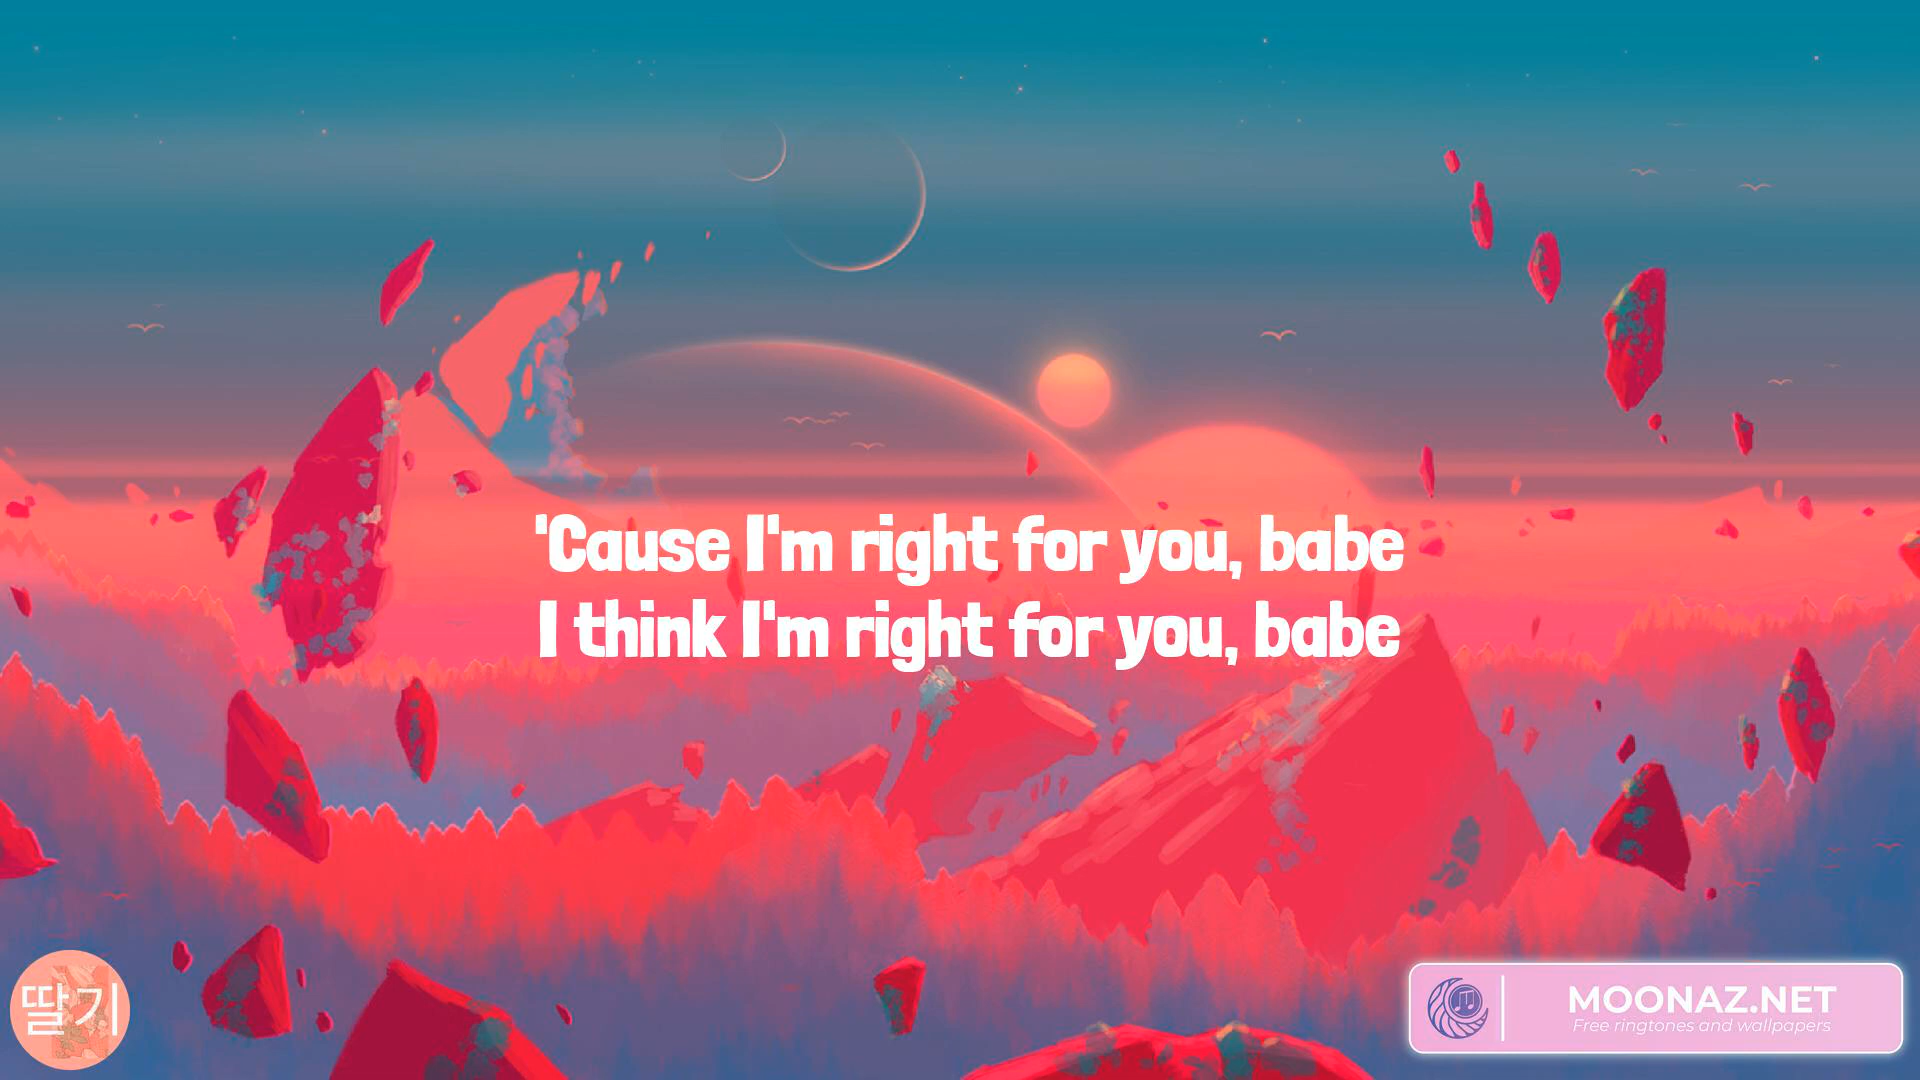 'Cause I'm right for you, babe
I think I'm right for you, babe
딸기
MOONAZ.NET
Free ringtones and wallpapers